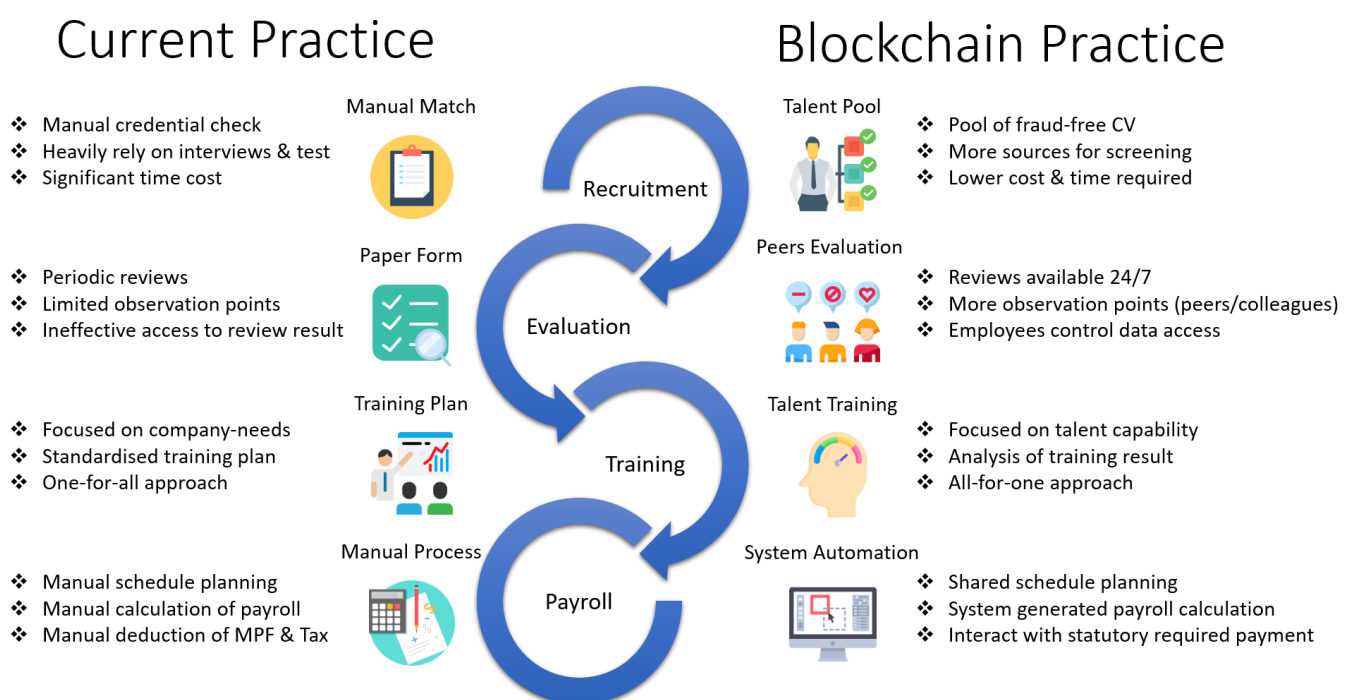 Current Practice
Blockchain Practice
Manual Match
❖ Manual credential check
❖ Heavily rely on interviews & test
❖ Significant time cost
Recruitment
Talent Pool
❖ Pool of fraud-free CV
❖ More sources for screening
❖ Lower cost & time required
Paper Form
❖ Periodic reviews
❖ Limited observation points
❖ Ineffective access to review result
Evaluation
Peers Evaluation
❖ Reviews available 24/7
❖ More observation points (peers/colleagues)
❖ Employees control data access
Training Plan
❖ Focused on company-needs
❖ Standardised training plan
❖ One-for-all approach
Training
Talent Training
❖ Focused on talent capability
❖ Analysis of training result
❖ All-for-one approach
Manual Process
❖ Manual schedule planning
❖ Manual calculation of payroll
❖ Manual deduction of MPF & Tax
Payroll
System Automation
❖ Shared schedule planning
❖ System generated payroll calculation
❖ Interact with statutory required payment